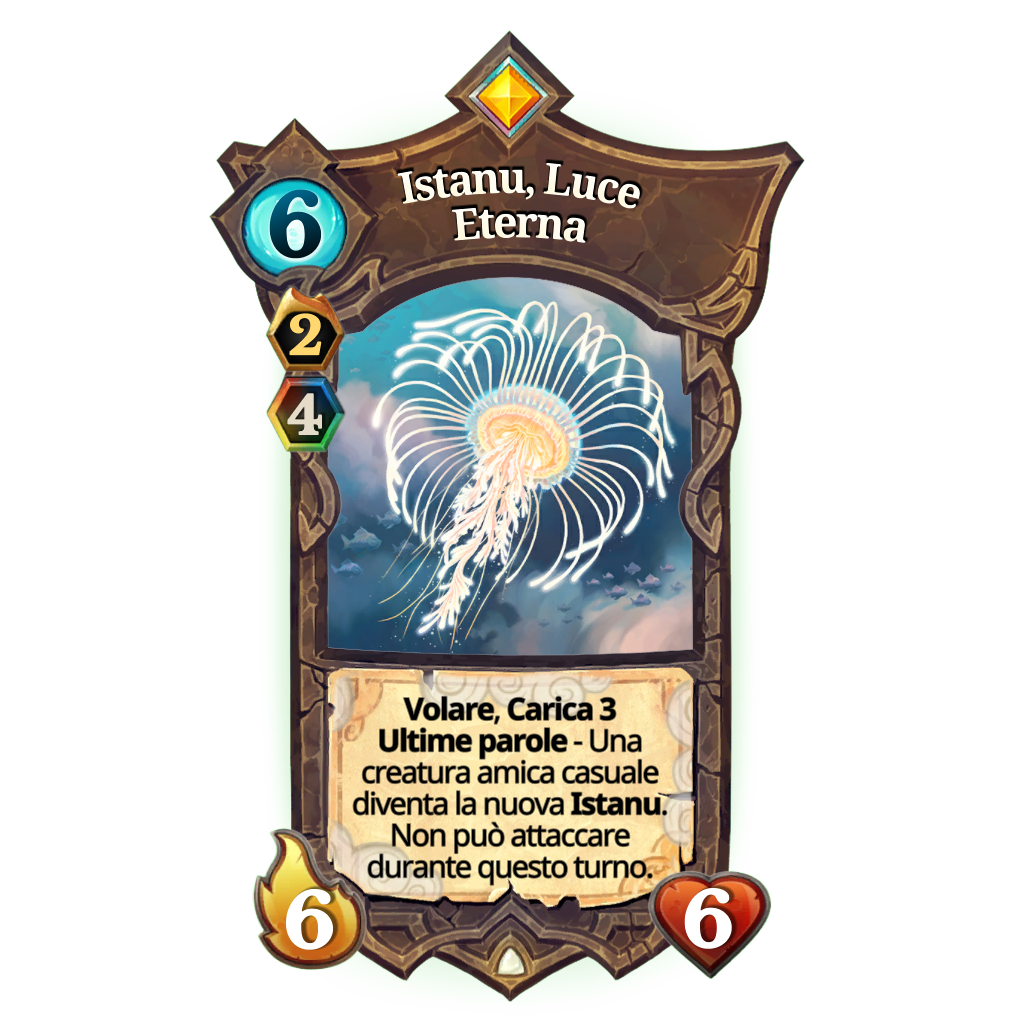 Istanu, Luce
Eterna
6
2
4
Volare, Carica 3
Ultime parole - Una
creatura amica casuale
diventa la nuova Istanu.
Non può attaccare
durante questo turno.
6
6